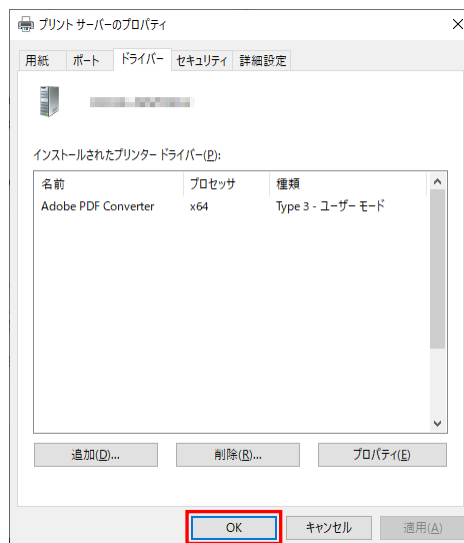 プリント サーバーのプロパティ
用紙 ポート ドライバー セキュリティ 詳細設定
インストールされたプリンター ドライバー(P):
名前 プロセッサ 種類
Adobe PDF Converter x64 Type 3 - ユーザー モード
追加(D)... 削除(R)... プロパティ(E)
OK キャンセル 適用(A)